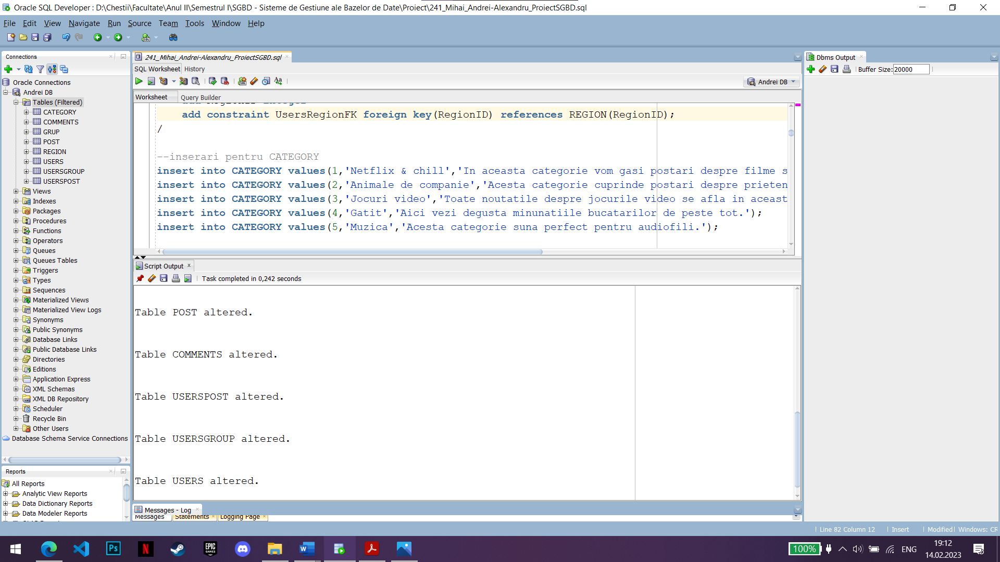 Oracle SQL Developer : D:\Chestii\Facultate\Anul II\Semestrul I\SGBD - Sisteme de Gestiune ale Bazelor de Date\Proiect\241_Mihai_Andrei-Alexandru_ProiectSGBD.sql
File Edit View Navigate Run Source Team Tools Window Help
Connections
Oracle Connections
Andrei DB
Tables (Filtered)
CATEGORY
COMMENTS
GRUP
POST
REGION
USERS
USERSGROUP
USERSPOST
Views
Indexes
Packages
Procedures
Functions
Operators
Queues
Queues Tables
Triggers
Types
Sequences
Materialized Views
Materialized View Logs
Synonyms
Public Synonyms
Database Links
Public Database Links
Directories
Editions
Application Express
XML Schemas
XML DB Repository
Scheduler
Recycle Bin
Other Users
Database Schema Service Connections
Reports
All Reports
Analytic View Reports
Data Dictionary Reports
Data Modeler Reports
241_Mihai_Andrei-Alexandru_ProiectSGBD.sql
SQL Worksheet History
Andrei DB
Worksheet Query Builder
add RegionID integer
add constraint UsersRegionFK foreign key(RegionID) references REGION(RegionID);
/
--inserari pentru CATEGORY
insert into CATEGORY values(1,'Netflix & chill','In aceasta categorie vom gasi postari despre filme s
insert into CATEGORY values(2,'Animale de companie','Acesta categorie cuprinde postari despre prieten
insert into CATEGORY values(3,'Jocuri video','Toate noutatile despre jocurile video se afla in aceast
insert into CATEGORY values(4,'Gatit','Aici vezi degusta minunatiile bucatarilor de peste tot.');
insert into CATEGORY values(5,'Muzica','Acesta categorie suna perfect pentru audiofili.');
Script Output
Task completed in 0,242 seconds
Table POST altered.
Table COMMENTS altered.
Table USERSPOST altered.
Table USERSGROUP altered.
Table USERS altered.
Messages - Log
Messages Statements Logging Page
Dbms Output
Buffer Size: 20000
Line 82 Column 12 Insert Modified Windows: CR
100% ENG 19:12
14.02.2023